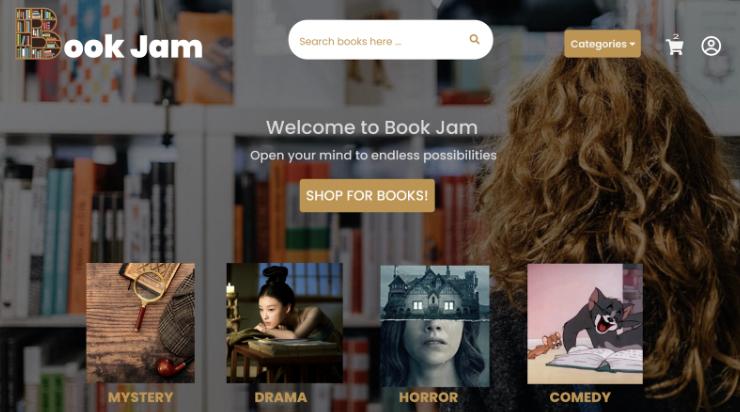 Book Jam
Search books here ...
Categories
2
Welcome to Book Jam
Open your mind to endless possibilities
SHOP FOR BOOKS!
MYSTERY
DRAMA
HORROR
COMEDY